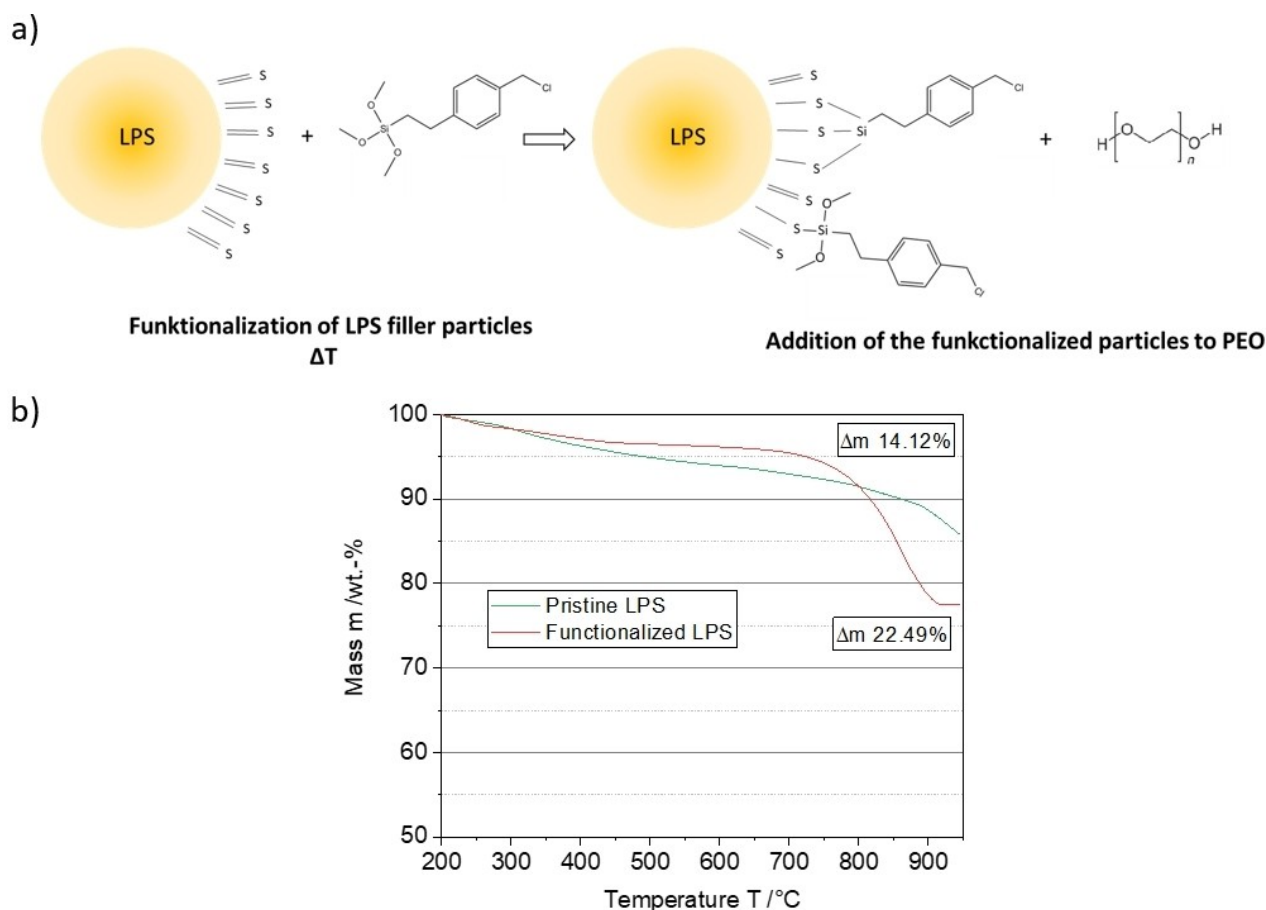 a)
LPS
S
S
S
S
S
S
S
+
O
Si
O
O
Cl
LPS
S
S
S
S
S
S
S
Si
Cl
O
Si
O
Cl
+
H
O
O
H
n
Funktionalization of LPS filler particles
ΔT
Addition of the funkctionalized particles to PEO
b)
Mass m /wt.-%
100
90
80
70
60
50
Δm 14.12%
Pristine LPS
Functionalized LPS
Δm 22.49%
200 300 400 500 600 700 800 900
Temperature T /°C